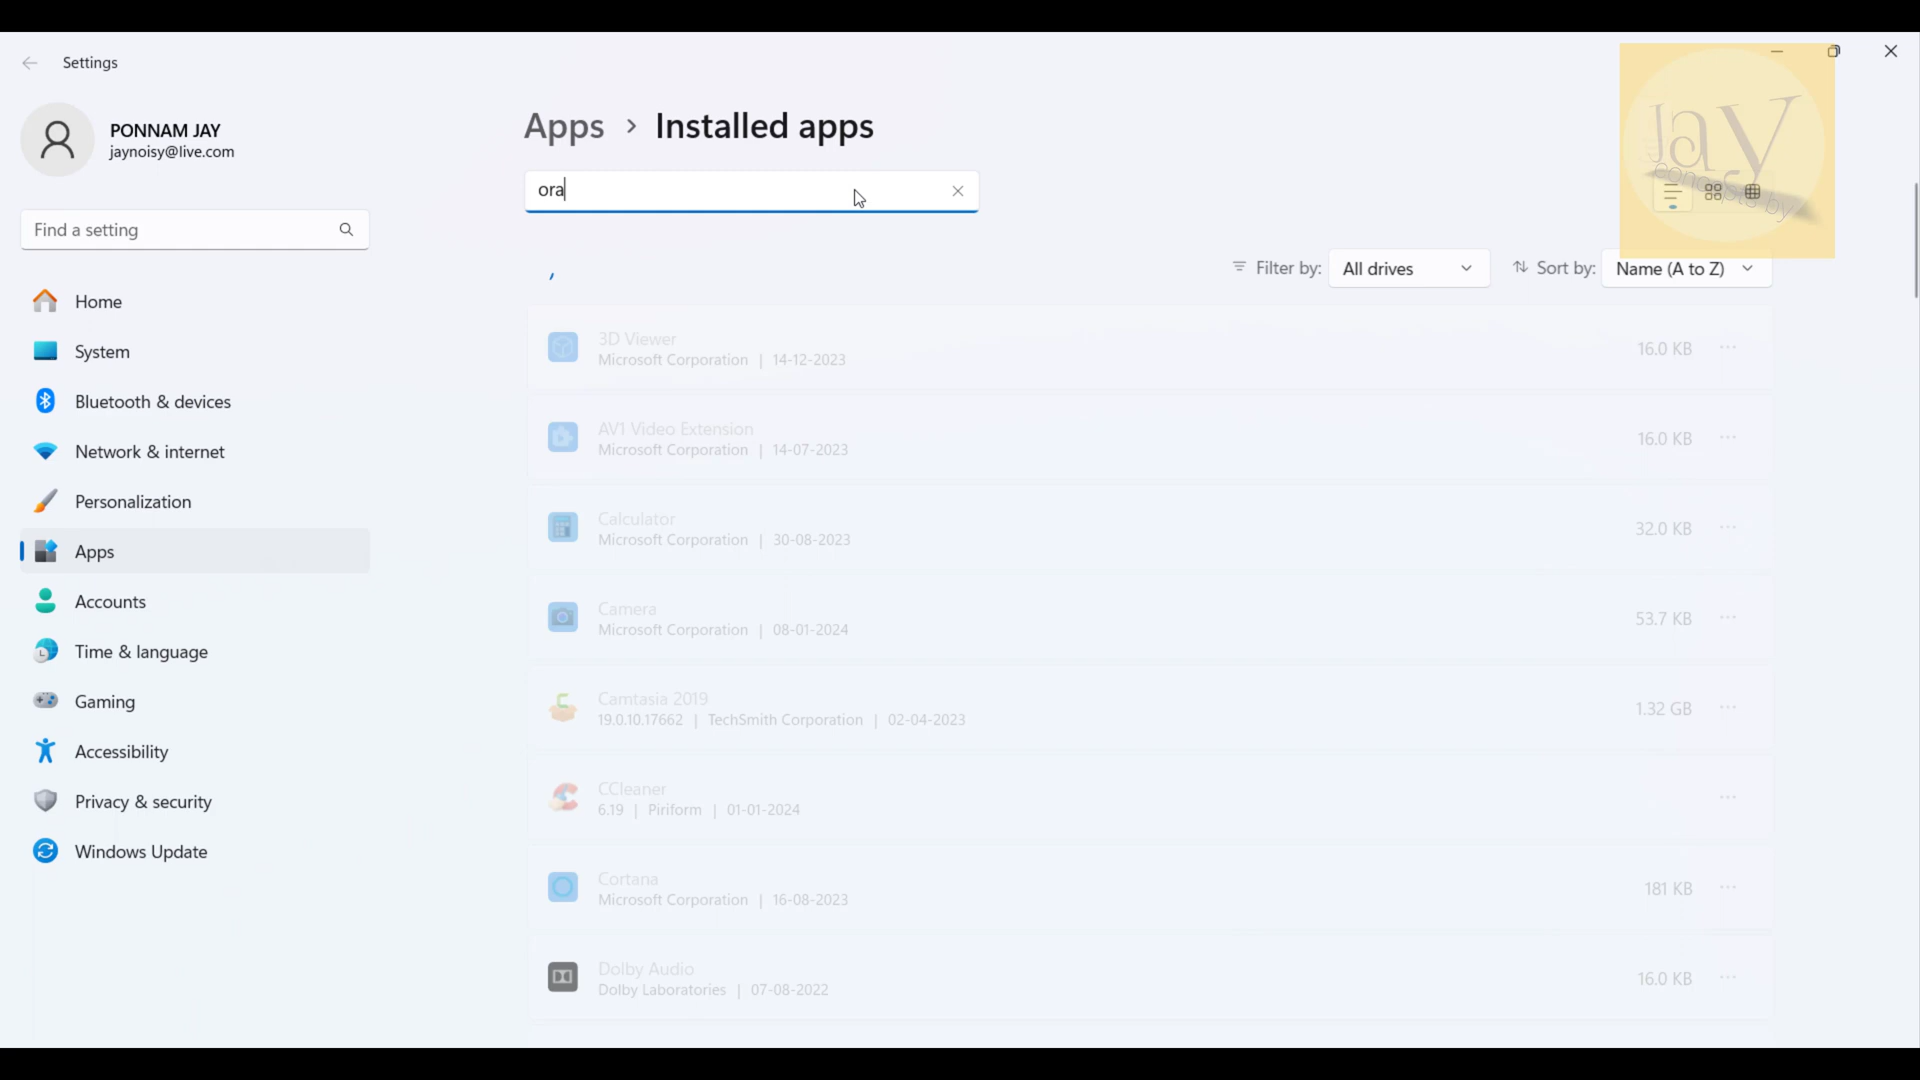 Settings
PONNAM JAY
jaynoisy@live.com
Find a setting
Home
System
Bluetooth & devices
Network & internet
Personalization
Apps
Accounts
Time & language
Gaming
Accessibility
Privacy & security
Windows Update
Apps > Installed apps
ora
Filter by: All drives
Sort by: Name (A to Z)
3D Viewer
Microsoft Corporation | 14-12-2023
16.0 KB
AV1 Video Extension
Microsoft Corporation | 14-07-2023
16.0 KB
Calculator
Microsoft Corporation | 30-08-2023
32.0 KB
Camera
Microsoft Corporation | 08-01-2024
53.7 KB
Camtasia 2019
19.0.10.17662 | TechSmith Corporation | 02-04-2023
1.32 GB
CCleaner
6.19 | Piriform | 01-01-2024
Cortana
Microsoft Corporation | 16-08-2023
181 KB
Dolby Audio
Dolby Laboratories | 07-08-2022
16.0 KB
Jay
concepts by